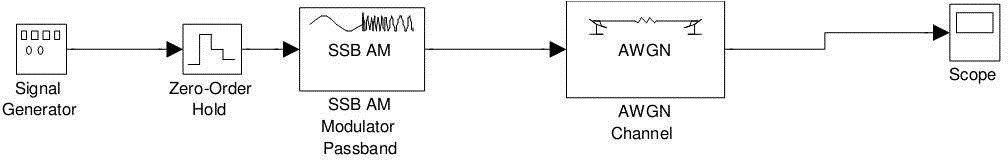 SSB AM
AWGN
Signal
Generator
Zero-Order
Hold
SSB AM
Modulator
Passband
AWGN
Channel
Scope